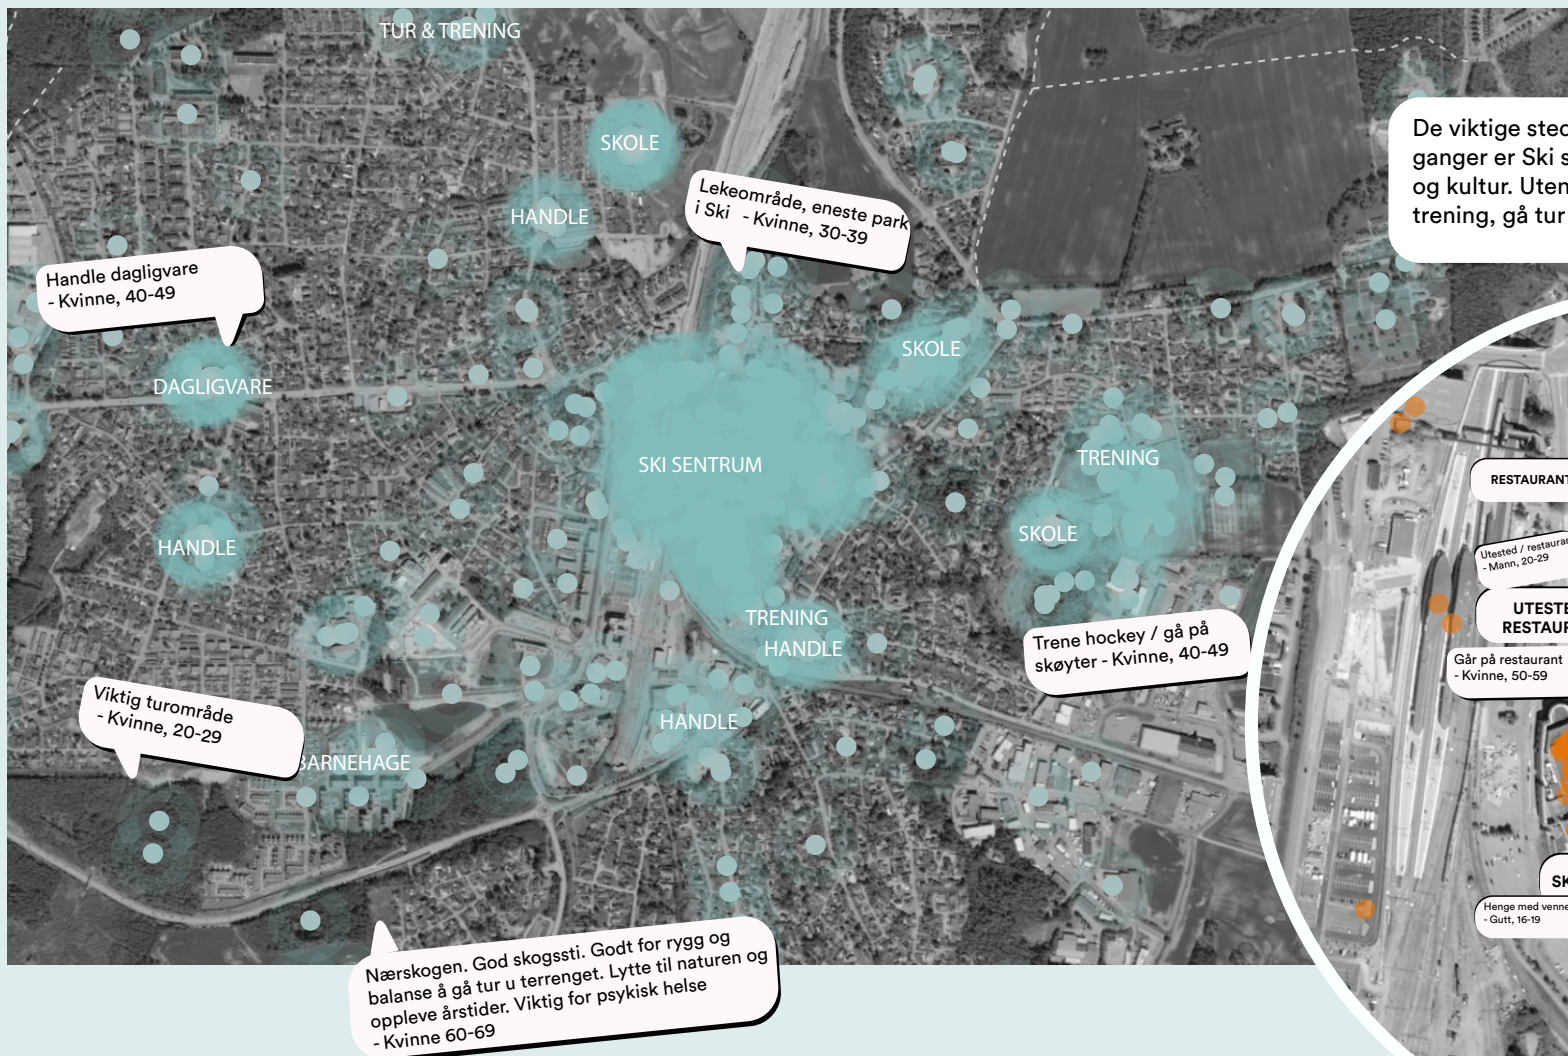 TUR & TRENING
SKOLE
De viktige sted
ganger er Ski s
og kultur. Uten
trening, gå tur
HANDLE
Lekeområde, eneste park
i Ski - Kvinne, 30-39
Handle dagligvare
- Kvinne, 40-49
SKOLE
DAGLIGVARE
SKI SENTRUM
TRENING
RESTAURANT
SKOLE
HANDLE
Utested / restauran
- Mann, 20-29
UTESTE
RESTAUR
TRENING
HANDLE
Trene hockey / gå på
skøyter - Kvinne, 40-49
Går på restaurant
- Kvinne, 50-59
Viktig turområde
- Kvinne, 20-29
HANDLE
BARNEHAGE
SK
Henge med venne
- Gutt, 16-19
Nærskogen. God skogssti. Godt for rygg og
balanse å gå tur u terrenget. Lytte til naturen og
oppleve årstider. Viktig for psykisk helse
- Kvinne 60-69